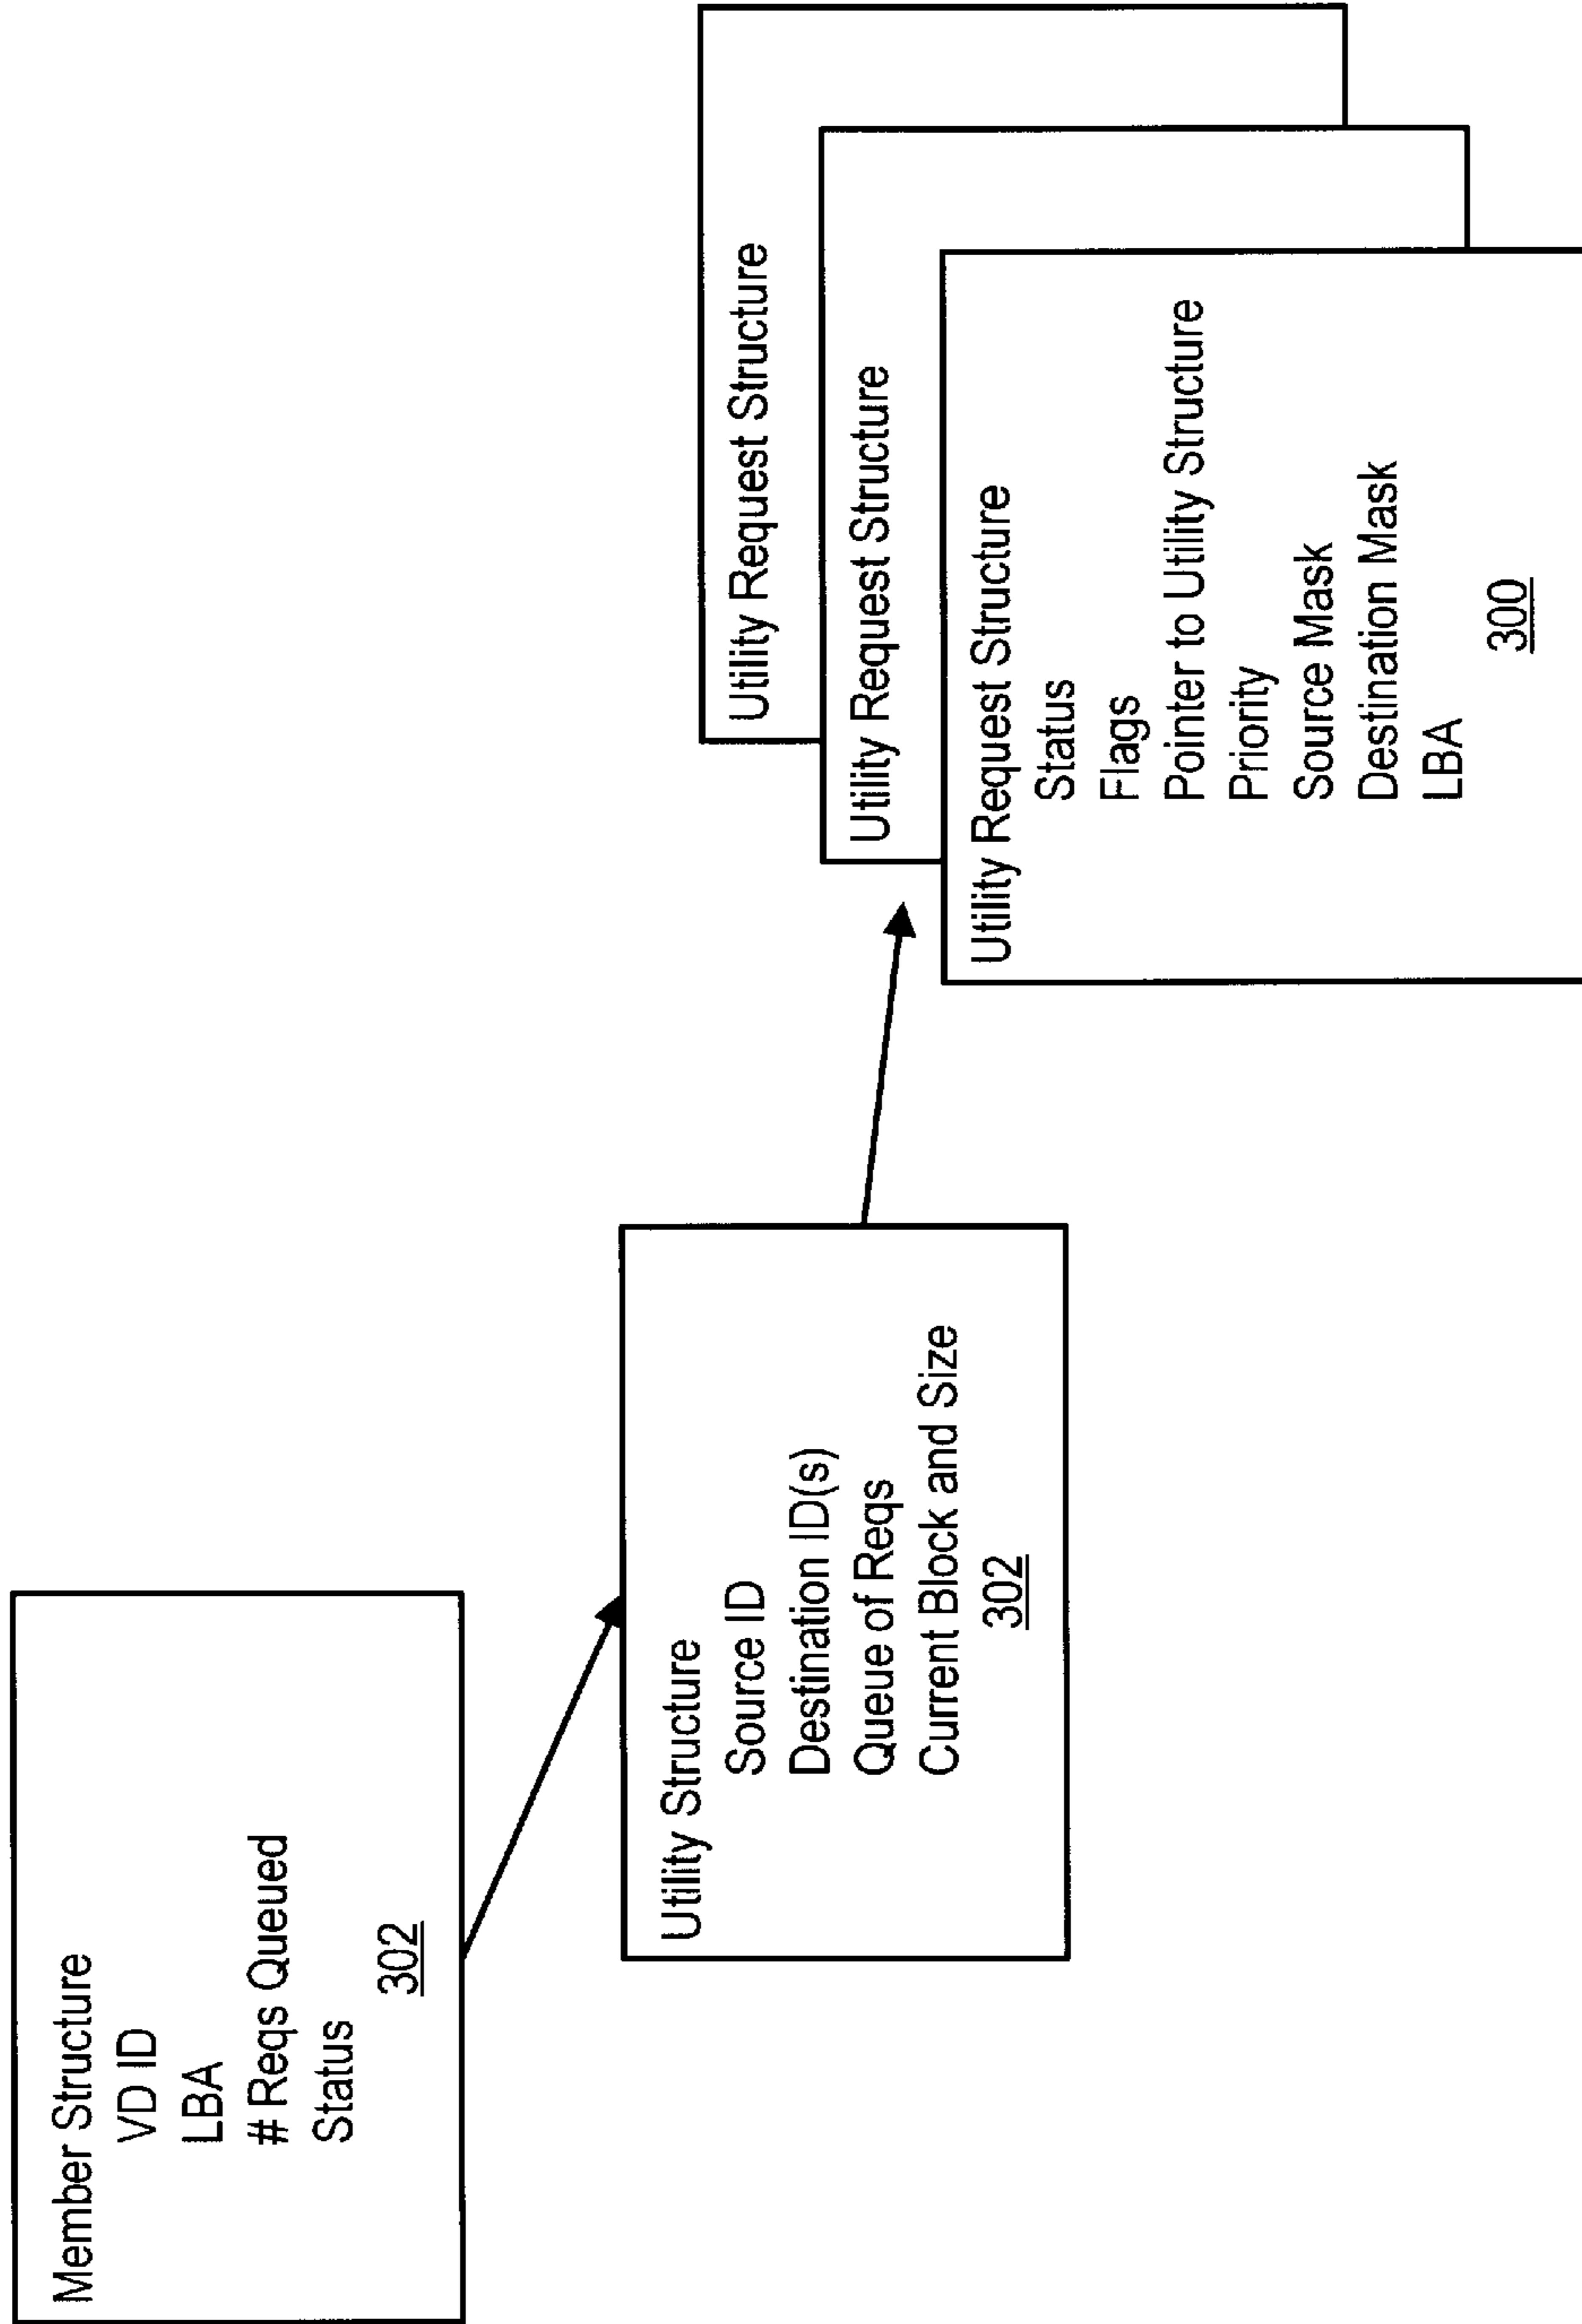 Member Structure
VD ID
LBA
# Reqs Queued
Status
302
Utility Structure
Source ID
Destination ID(s)
Queue of Reqs
Current Block and Size
302
Utility Request Structure
Utility Request Structure
Utility Request Structure
Status
Flags
Pointer to Utility Structure
Priority
Source Mask
Destination Mask
LBA
300